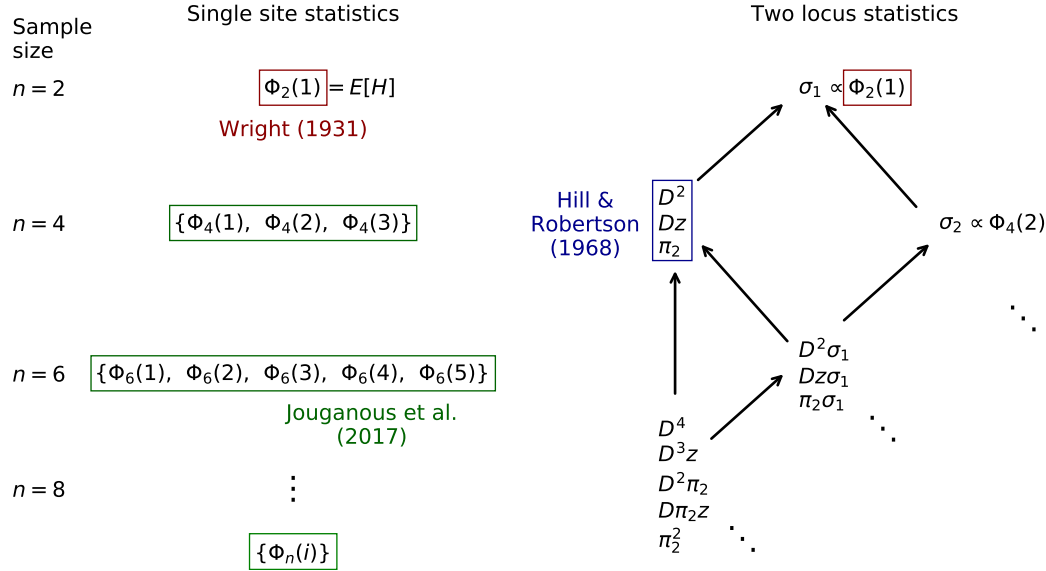 Single site statistics
Two locus statistics
Sample
size
n = 2
Φ₂(1) = E[H]
σ₁ ∝ Φ₂(1)
Wright (1931)
Hill &
Robertson
(1968)
D²
Dz
π₂
n = 4
{Φ₄(1), Φ₄(2), Φ₄(3)}
σ₂ ∝ Φ₄(2)
⋱
n = 6
{Φ₆(1), Φ₆(2), Φ₆(3), Φ₆(4), Φ₆(5)}
D²σ₁
Dzσ₁
π₂σ₁
⋱
Jouganous et al.
(2017)
n = 8
⋮
D⁴
D³z
D²π₂
Dπ₂z
π₂²
⋱
{Φₙ(i)}